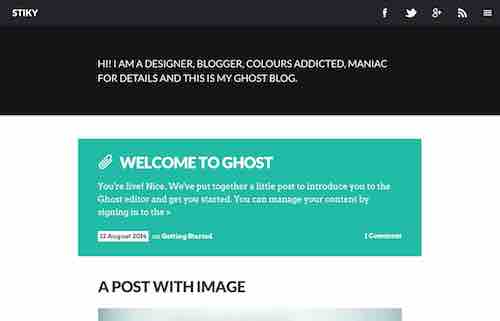 STIKY
HI! I AM A DESIGNER, BLOGGER, COLOURS ADDICTED, MANIAC
FOR DETAILS AND THIS IS MY GHOST BLOG.
WELCOME TO GHOST
You're live! Nice. We've put together a little post to introduce you to the
Ghost editor and get you started. You can manage your content by
signing in to the »
12 August 2014 on Getting Started
1 Comment
A POST WITH IMAGE